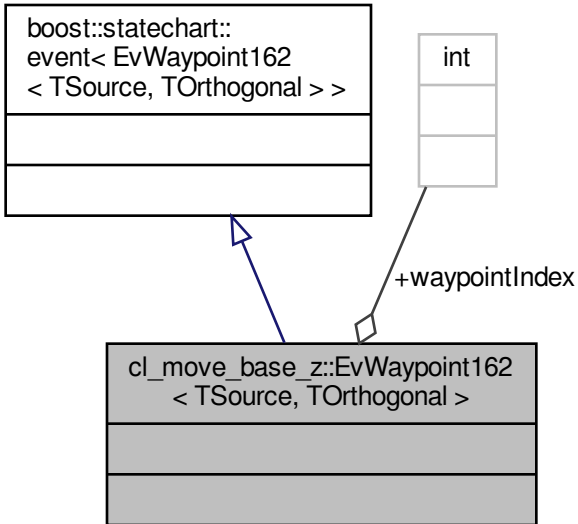 boost::statechart::
event< EvWaypoint162
< TSource, TOrthogonal > >
int
+waypointIndex
cl_move_base_z::EvWaypoint162
< TSource, TOrthogonal >